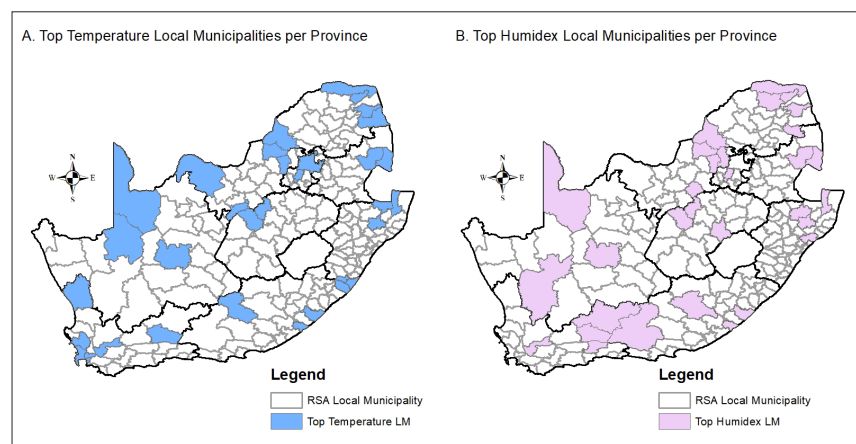 A. Top Temperature Local Municipalities per Province
N
W E
S
Legend
RSA Local Municipality
Top Temperature LM
B. Top Humidex Local Municipalities per Province
N
W E
S
Legend
RSA Local Municipality
Top Humidex LM